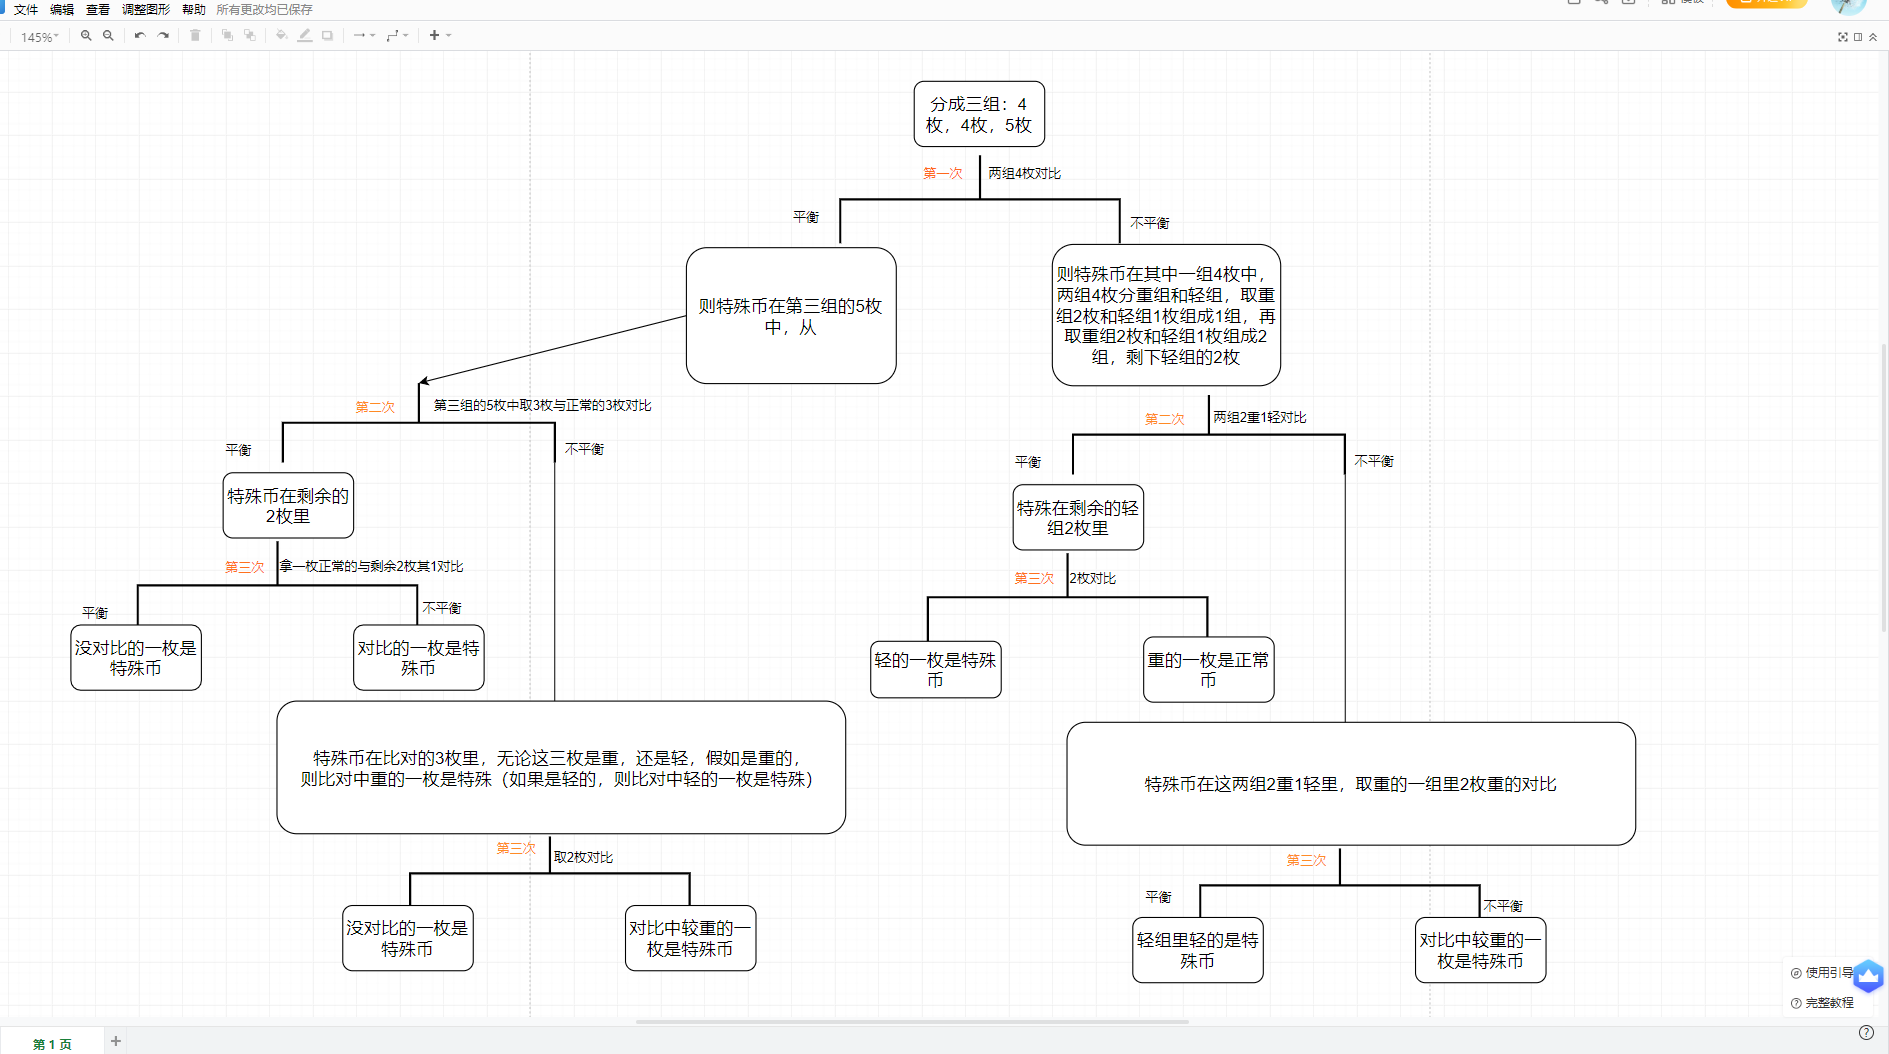 文件 编辑 查看 调整图形 帮助 所有更改均已保存
模板
145%
分成三组：4
枚，4枚，5枚
第一次
两组4枚对比
平衡
不平衡
则特殊币在第三组的5枚
中，从
则特殊币在其中一组4枚中，
两组4枚分重组和轻组，取重
组2枚和轻组1枚组成1组，再
取重组2枚和轻组1枚组成2
组，剩下轻组的2枚
第二次
第三组的5枚中取3枚与正常的3枚对比
平衡
不平衡
第二次
两组2重1轻对比
平衡
不平衡
特殊币在剩余的
2枚里
特殊在剩余的轻
组2枚里
第三次
拿一枚正常的与剩余2枚其1对比
平衡
不平衡
第三次
2枚对比
没对比的一枚是
特殊币
对比的一枚是特
殊币
轻的一枚是特殊
币
重的一枚是正常
币
特殊币在比对的3枚里，无论这三枚是重，还是轻，假如是重的，
则比对中重的一枚是特殊（如果是轻的，则比对中轻的一枚是特殊）
特殊币在这两组2重1轻里，取重的一组里2枚重的对比
第三次
取2枚对比
第三次
平衡
不平衡
没对比的一枚是
特殊币
对比中较重的一
枚是特殊币
轻组里轻的是特
殊币
对比中较重的一
枚是特殊币
使用引导
完整教程
第 1 页